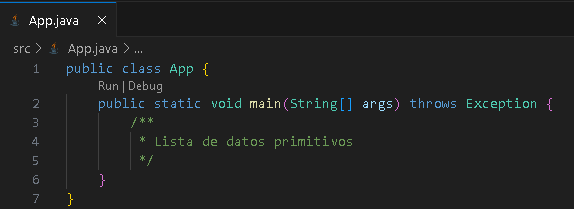 App.java
src > App.java > ...
1 public class App {
Run | Debug
2 public static void main(String[] args) throws Exception {
3 /**
4 * Lista de datos primitivos
5 */
6 }
7 }